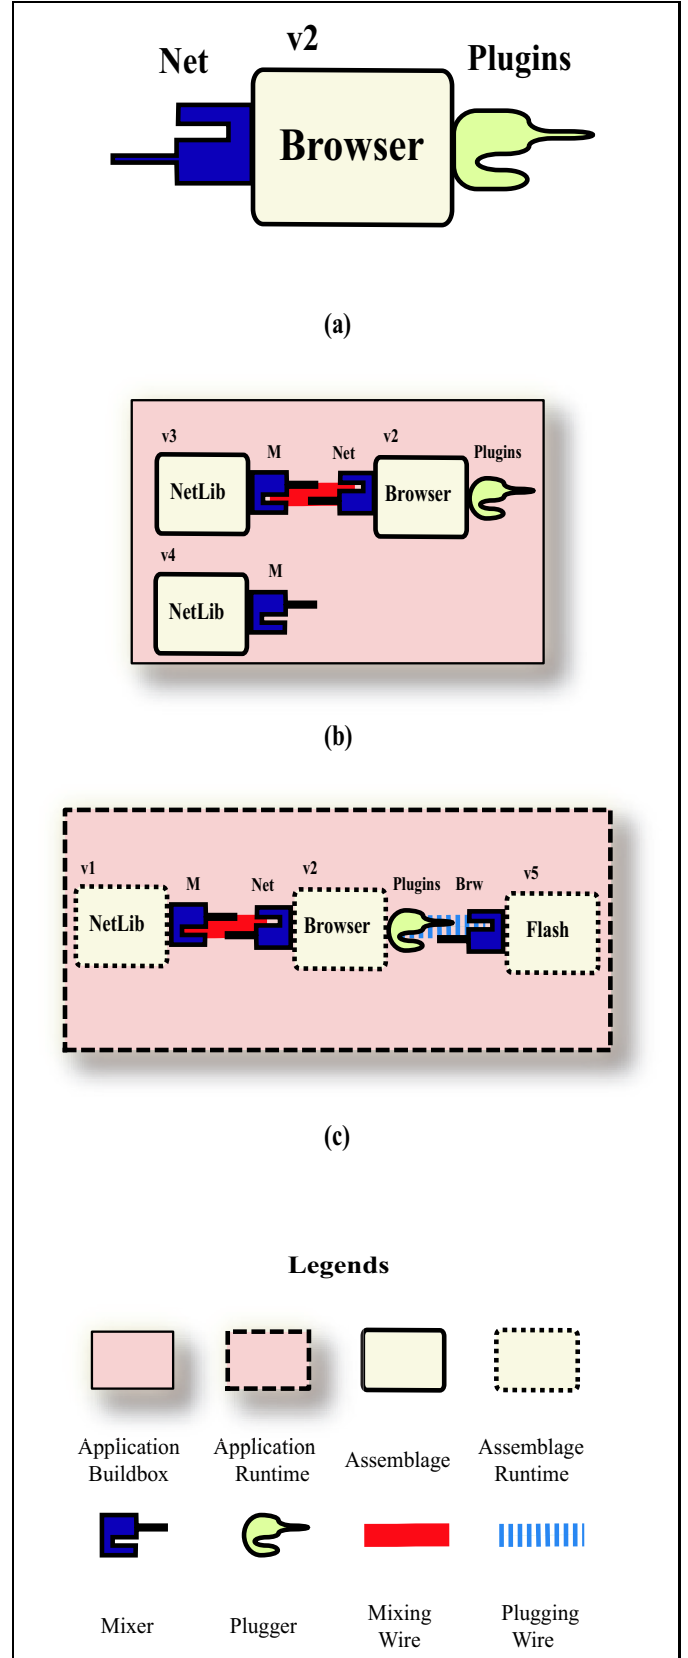 v2
Net
Plugins
Browser
(a)
v3
v2
M
Net
Plugins
NetLib
Browser
v4
M
NetLib
(b)
v1
v2
v5
M
Net
Plugins
Brw
NetLib
Browser
Flash
(c)
Legends
Application
Buildbox
Application
Runtime
Assemblage
Assemblage
Runtime
Mixer
Plugger
Mixing
Wire
Plugging
Wire